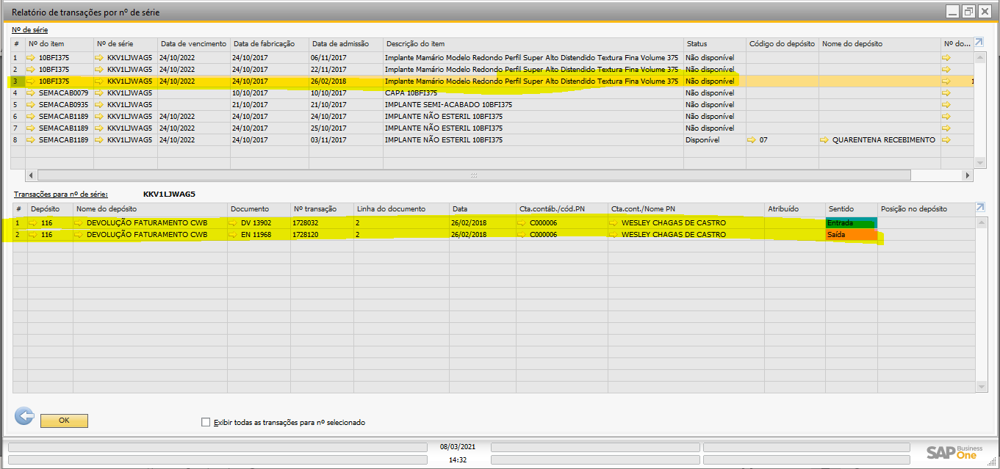 Relatório de transações por nº de série
Nº de série
# Nº do item Nº de série Data de vencimento Data de fabricação Data de admissão Descrição do item Status Código do depósito Nome do depósito Nº do...
1 10BFI375 KKV1LJWAG5 24/10/2022 24/10/2017 06/11/2017 Implante Mamário Modelo Redondo Perfil Super Alto Distendido Textura Fina Volume 375 Não disponível
2 10BFI375 KKV1LJWAG5 24/10/2022 24/10/2017 22/11/2017 Implante Mamário Modelo Redondo Perfil Super Alto Distendido Textura Fina Volume 375 Não disponível
3 10BFI375 KKV1LJWAG5 24/10/2022 24/10/2017 26/02/2018 Implante Mamário Modelo Redondo Perfil Super Alto Distendido Textura Fina Volume 375 Não disponível 1
4 SEMACAB0079 KKV1LJWAG5 10/10/2017 10/10/2017 CAPA 10BFI375 Não disponível
5 SEMACAB0935 KKV1LJWAG5 21/10/2017 21/10/2017 IMPLANTE SEMI-ACABADO 10BFI375 Não disponível
6 SEMACAB1189 KKV1LJWAG5 24/10/2022 24/10/2017 24/10/2017 IMPLANTE NÃO ESTERIL 10BFI375 Não disponível
7 SEMACAB1189 KKV1LJWAG5 24/10/2022 24/10/2017 25/10/2017 IMPLANTE NÃO ESTERIL 10BFI375 Não disponível
8 SEMACAB1189 KKV1LJWAG5 24/10/2022 24/10/2017 03/11/2017 IMPLANTE NÃO ESTERIL 10BFI375 Disponível 07 QUARENTENA RECEBIMENTO
Transações para nº de série: KKV1LJWAG5
# Depósito Nome do depósito Documento Nº transação Linha do documento Data Cta.contáb./cód.PN Cta.cont./Nome PN Atribuído Sentido Posição no depósito
1 116 DEVOLUÇÃO FATURAMENTO CWB DV 13902 1728032 2 26/02/2018 C000006 WESLEY CHAGAS DE CASTRO Entrada
2 116 DEVOLUÇÃO FATURAMENTO CWB EN 11968 1728120 2 26/02/2018 C000006 WESLEY CHAGAS DE CASTRO Saída
OK
Exibir todas as transações para nº selecionado
08/03/2021
14:32
SAP Business One